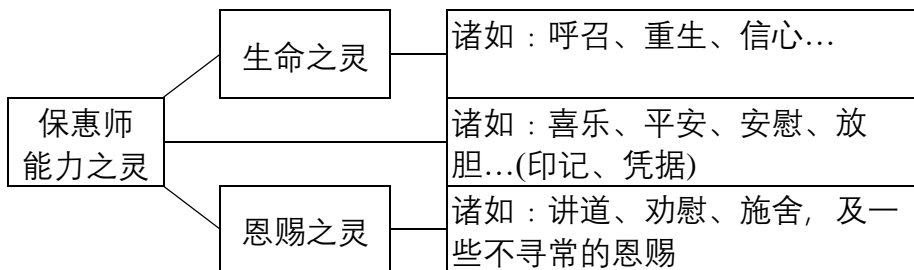 生命之灵
诸如：呼召、重生、信心…
保惠师
能力之灵
诸如：喜乐、平安、安慰、放
胆…(印记、凭据)
恩赐之灵
诸如：讲道、劝慰、施舍, 及一
些不寻常的恩赐